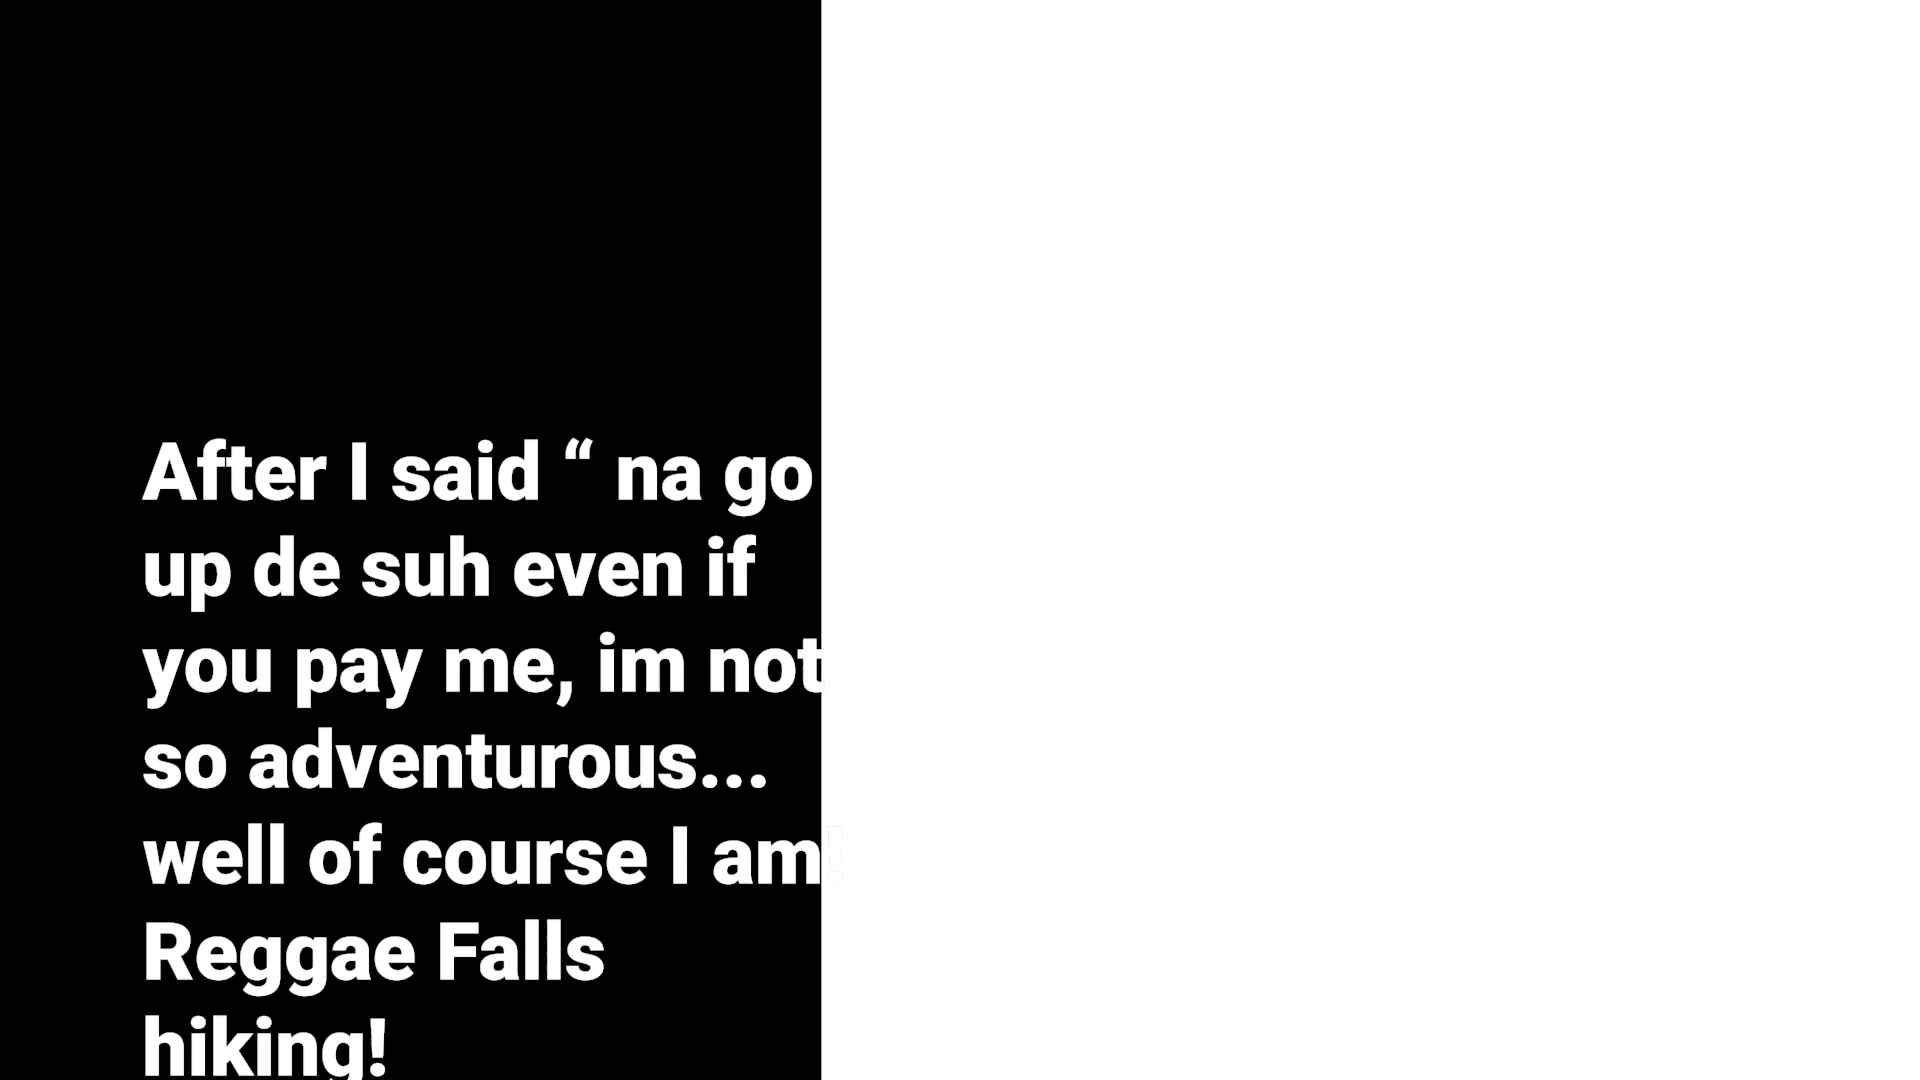 After I said “ na go
up de suh even if
you pay me, im not
so adventurous...
well of course I am!
Reggae Falls
hiking!